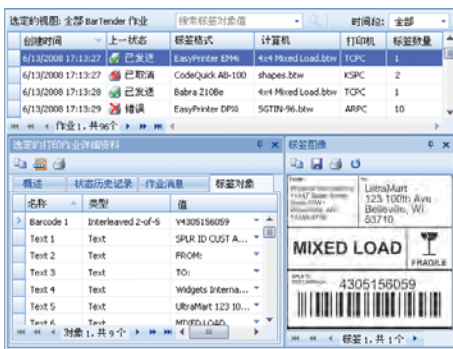 选定的视图: 全部 BarTender 作业 搜索标签对象值 时间段: 全部
创建时间 上一状态 标签格式 计算机 打印机 标签数量
6/13/2008 17:13:27 已发送 EasyPrinter EM4i 4x4 Mixed Load.btw TCPC 1
6/13/2008 17:13:27 已取消 CodeQuick AB-100 shapes.btw KSPC 2
6/13/2008 17:13:28 已发送 Babra Z108e 4x4 Mixed Load.btw TCPC 1
6/13/2008 17:13:29 错误 EasyPrinter DPXi SGTIN-96.btw ARPC 10
作业 1, 共96个
选定的打印作业详细资料
概述 状态历史记录 作业消息 标签对象
名称 类型 值
Barcode 1 Interleaved 2-of-5 V4305156059
Text 1 Text SPLR ID CUST A...
Text 2 Text FROM:
Text 3 Text TO:
Text 4 Text Widgets Interna...
Text 5 Text UltraMart 123 10...
Text 6 Text MIXED LOAD
对象 1, 共9个
标签图像
UltraMart
123 100th Ave
Bellevue, WI
53710
MIXED LOAD
FRAGILE
4305156059
标签 1, 共1个